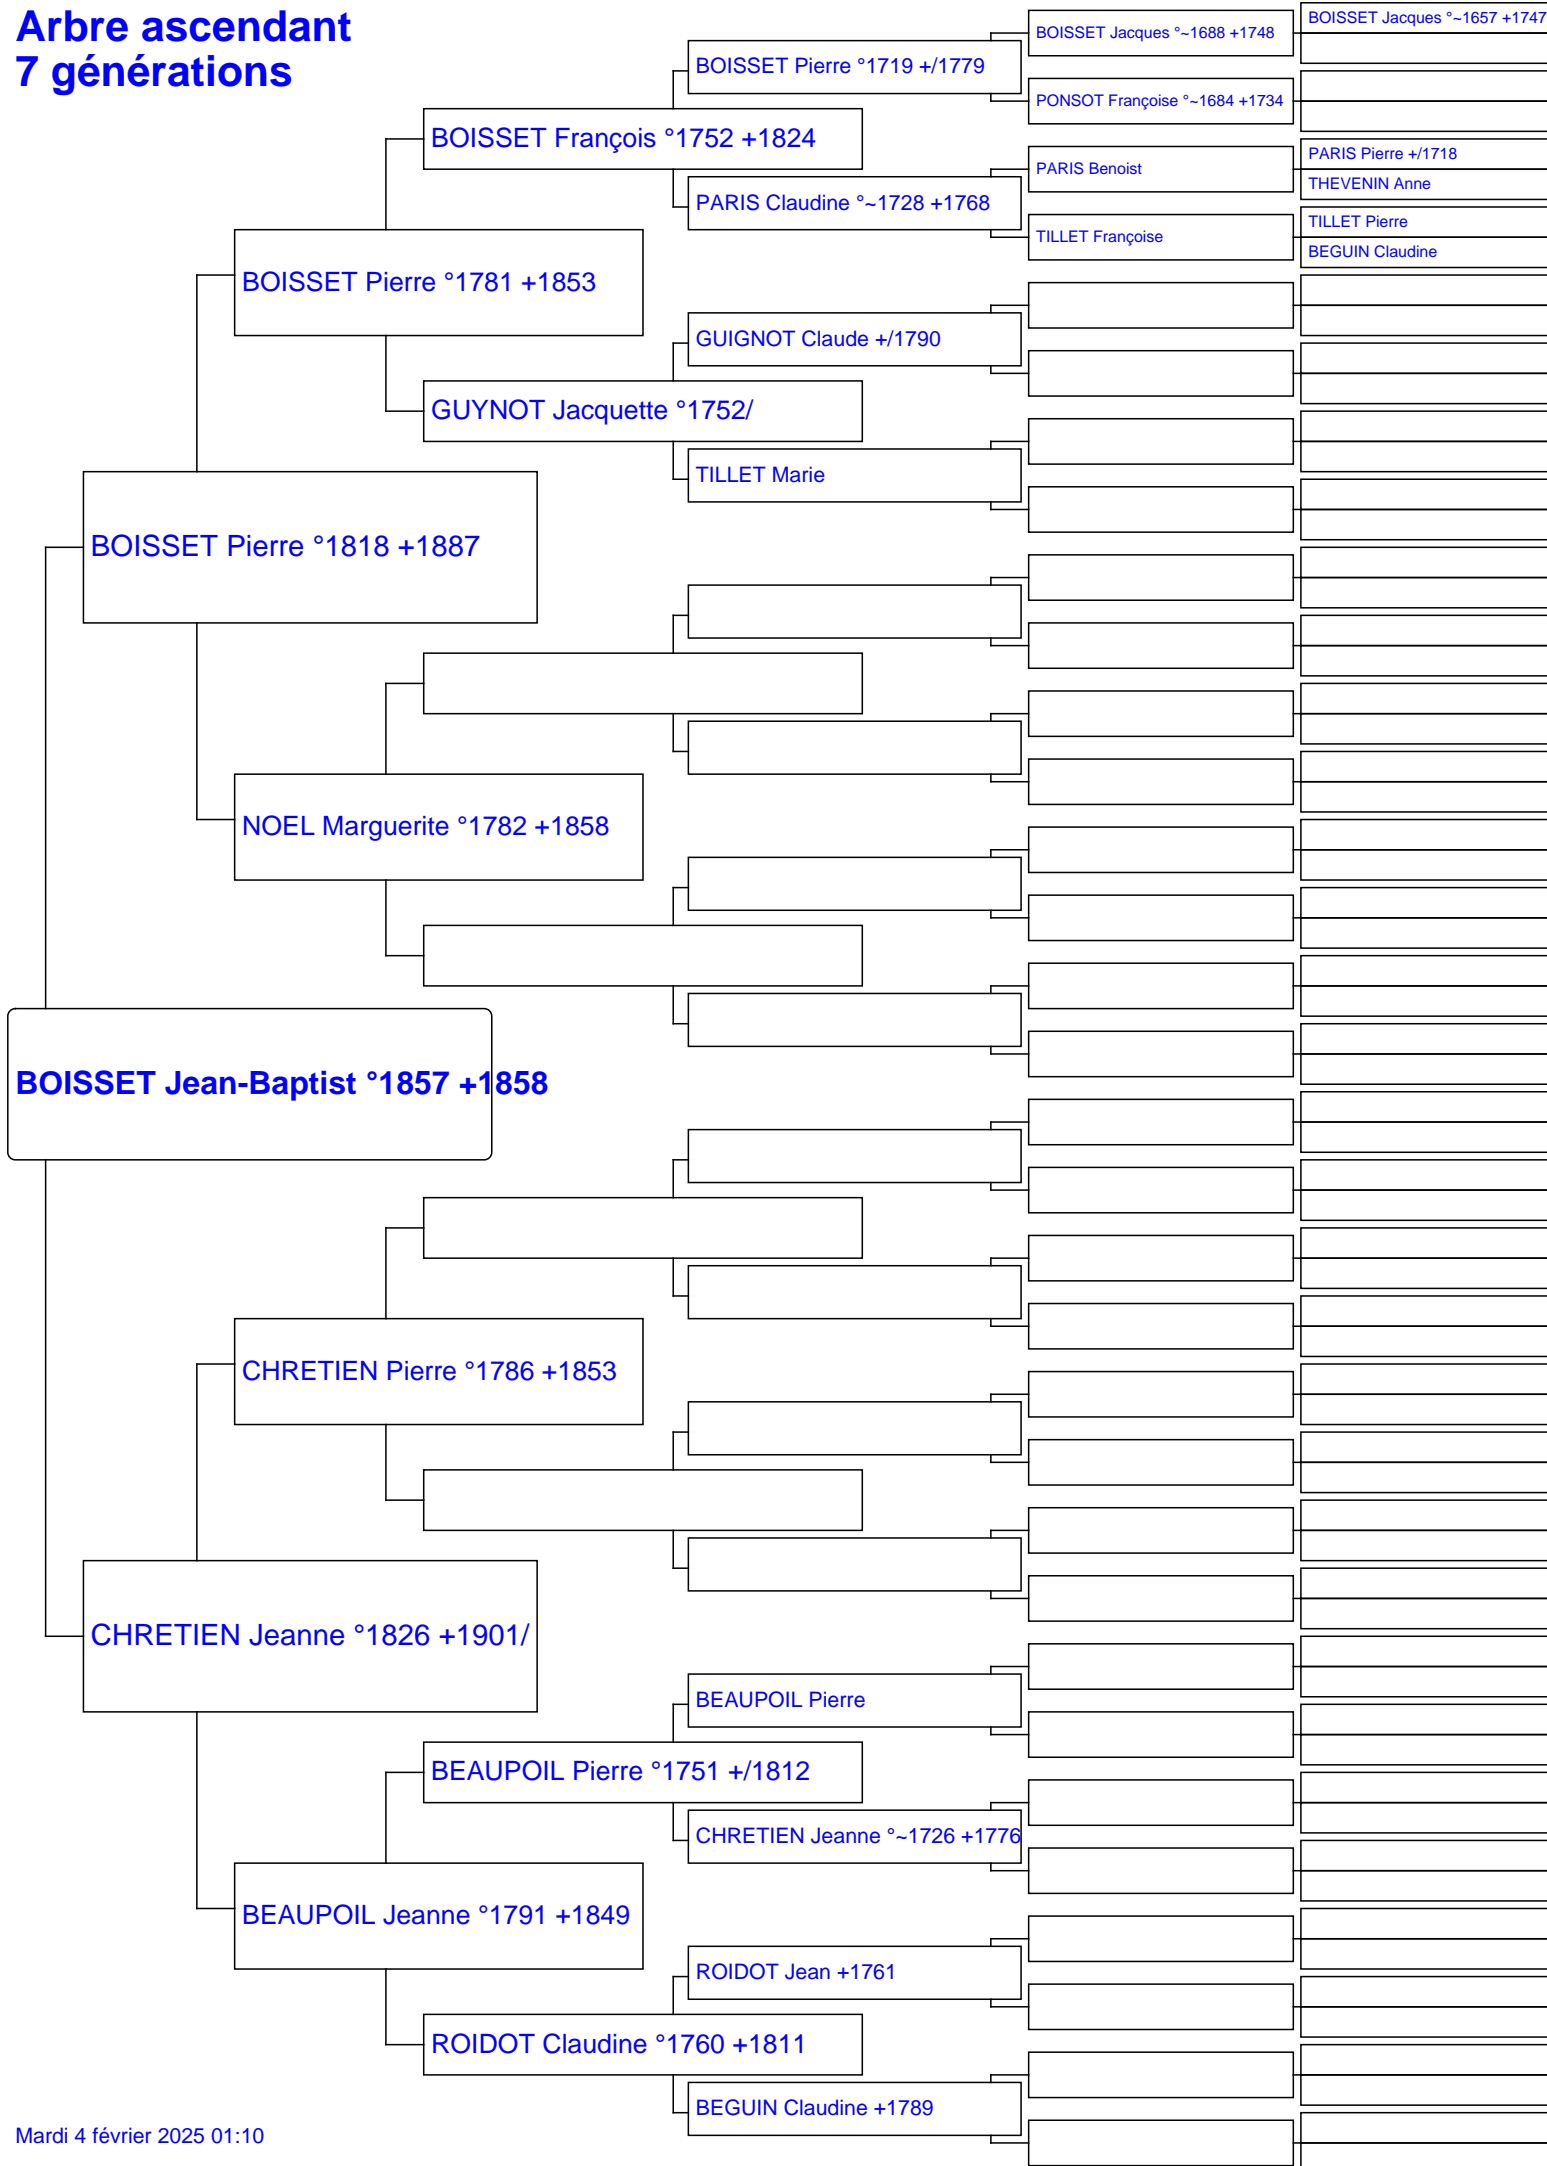 Arbre ascendant
7 générations
BOISSET Jacques °~1657 +1747
BOISSET Jacques °~1688 +1748
BOISSET Pierre °1719 +/1779
PONSOT Françoise °~1684 +1734
BOISSET François °1752 +1824
PARIS Pierre +/1718
PARIS Benoist
THEVENIN Anne
PARIS Claudine °~1728 +1768
TILLET Pierre
TILLET Françoise
BEGUIN Claudine
BOISSET Pierre °1781 +1853
GUIGNOT Claude +/1790
GUYNOT Jacquette °1752/
TILLET Marie
BOISSET Pierre °1818 +1887
NOEL Marguerite °1782 +1858
BOISSET Jean-Baptist °1857 +1858
CHRETIEN Pierre °1786 +1853
CHRETIEN Jeanne °1826 +1901/
BEAUPOIL Pierre
BEAUPOIL Pierre °1751 +/1812
CHRETIEN Jeanne °~1726 +1776
BEAUPOIL Jeanne °1791 +1849
ROIDOT Jean +1761
ROIDOT Claudine °1760 +1811
BEGUIN Claudine +1789
Mardi 4 février 2025 01:10